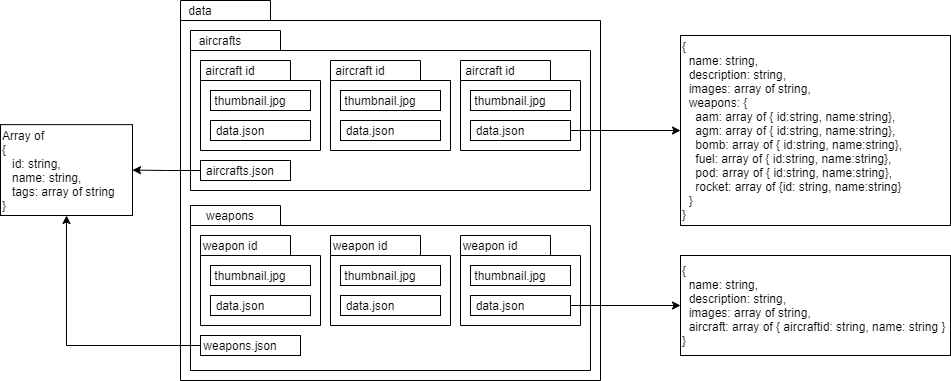 data
aircrafts
aircraft id
thumbnail.jpg
data.json
aircraft id
thumbnail.jpg
data.json
aircraft id
thumbnail.jpg
data.json
aircrafts.json
weapons
weapon id
thumbnail.jpg
data.json
weapon id
thumbnail.jpg
data.json
weapon id
thumbnail.jpg
data.json
weapons.json
Array of
{
id: string,
name: string,
tags: array of string
}
{
name: string,
description: string,
images: array of string,
weapons: {
aam: array of { id:string, name:string},
agm: array of { id:string, name:string},
bomb: array of { id:string, name:string},
fuel: array of { id:string, name:string},
pod: array of { id:string, name:string},
rocket: array of {id: string, name:string}
}
}
{
name: string,
description: string,
images: array of string,
aircraft: array of { aircraftid: string, name: string }
}